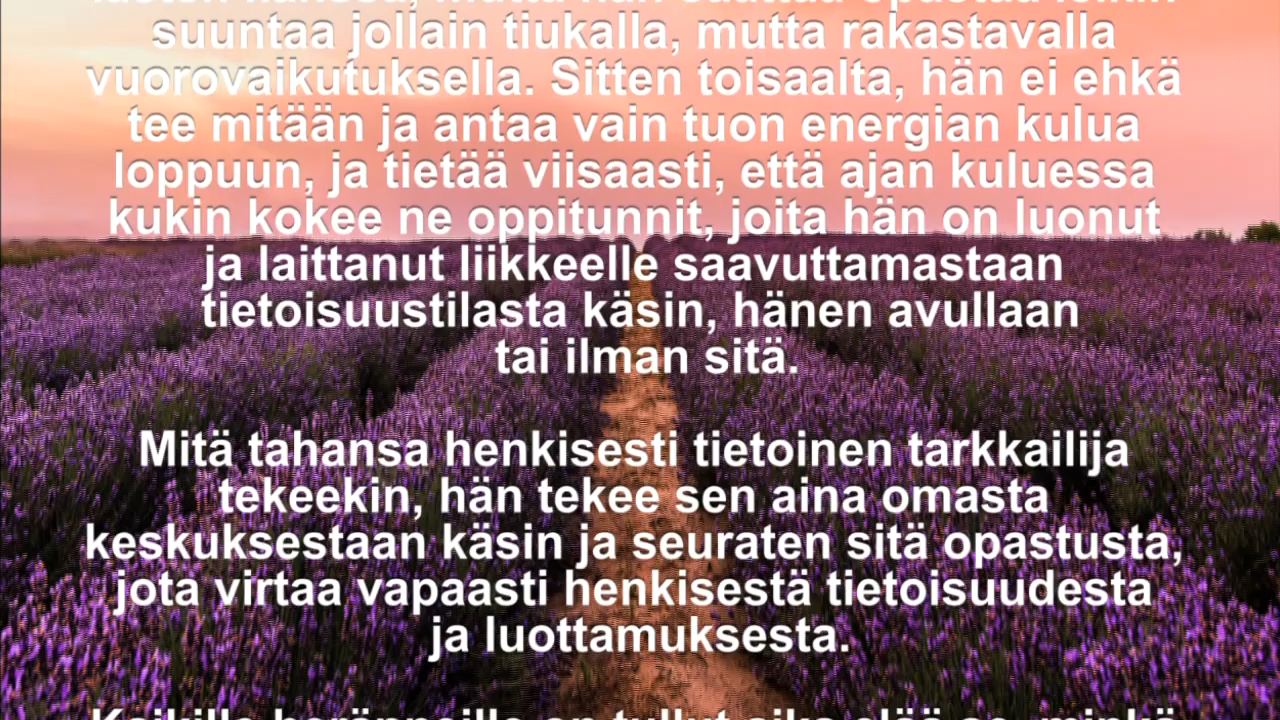 suuntaa jollain tiukalla, mutta rakastavalla
vuorovaikutuksella. Sitten toisaalta, hän ei ehkä
tee mitään ja antaa vain tuon energian kulua
loppuun, ja tietää viisaasti, että ajan kuluessa
kukin kokee ne oppitunnit, joita hän on luonut
ja laittanut liikkeelle saavuttamastaan
tietoisuustilasta käsin, hänen avullaan
tai ilman sitä.
Mitä tahansa henkisesti tietoinen tarkkailija
tekeekin, hän tekee sen aina omasta
keskuksestaan käsin ja seuraten sitä opastusta,
jota virtaa vapaasti henkisestä tietoisuudesta
ja luottamuksesta.